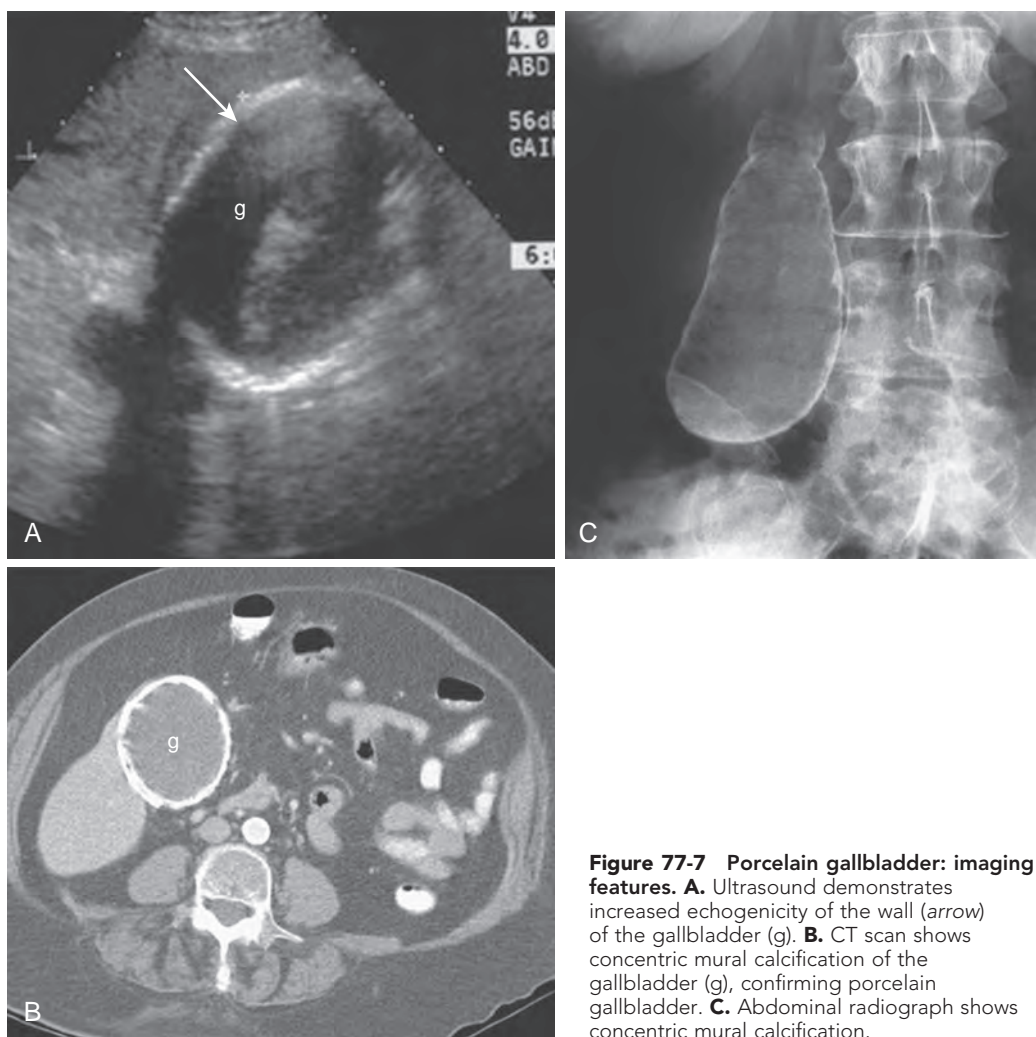 V4
4.0
ABD
56d
GAI
g
A
6:
C
g
B
Figure 77-7 Porcelain gallbladder: imaging
features. A. Ultrasound demonstrates
increased echogenicity of the wall (arrow)
of the gallbladder (g). B. CT scan shows
concentric mural calcification of the
gallbladder (g), confirming porcelain
gallbladder. C. Abdominal radiograph shows
concentric mural calcification.